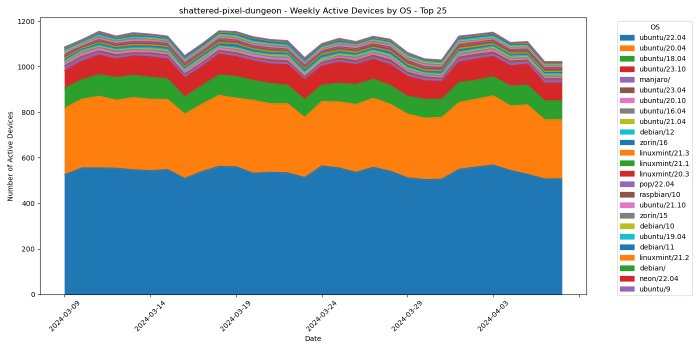 shattered-pixel-dungeon - Weekly Active Devices by OS - Top 25
Number of Active Devices
1200
1000
800
600
400
200
0
2024-03-09
2024-03-14
2024-03-19
2024-03-24
2024-03-29
2024-04-03
Date
OS
ubuntu/22.04
ubuntu/20.04
ubuntu/18.04
ubuntu/23.10
manjaro/
ubuntu/23.04
ubuntu/20.10
ubuntu/16.04
ubuntu/21.04
debian/12
zorin/16
linuxmint/21.3
linuxmint/21.1
linuxmint/20.3
pop/22.04
raspbian/10
ubuntu/21.10
zorin/15
debian/10
ubuntu/19.04
debian/11
linuxmint/21.2
debian/
neon/22.04
ubuntu/9